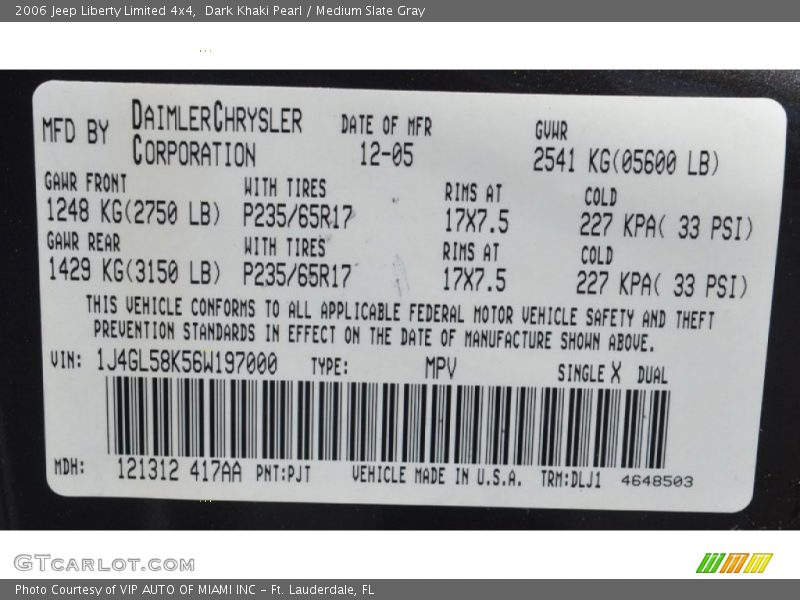 2006 Jeep Liberty Limited 4x4,  Dark Khaki Pearl / Medium Slate Gray
MFD BY DAIMLERCHRYSLER CORPORATION
DATE OF MFR 12-05
GVWR 2541 KG(05600 LB)
GAWR FRONT WITH TIRES RIMS AT COLD
1248 KG(2750 LB) P235/65R17 17X7.5 227 KPA( 33 PSI)
GAWR REAR WITH TIRES RIMS AT COLD
1429 KG(3150 LB) P235/65R17 17X7.5 227 KPA( 33 PSI)
THIS VEHICLE CONFORMS TO ALL APPLICABLE FEDERAL MOTOR VEHICLE SAFETY AND THEFT
PREVENTION STANDARDS IN EFFECT ON THE DATE OF MANUFACTURE SHOWN ABOVE.
VIN: 1J4GL58K56W197000 TYPE: MPV SINGLE X DUAL
MDH: 121312 417AA PNT:PJT VEHICLE MADE IN U.S.A. TRM:DLJ1 4648503
GTCARLOT.COM
Photo Courtesy of VIP AUTO OF MIAMI INC - Ft. Lauderdale, FL